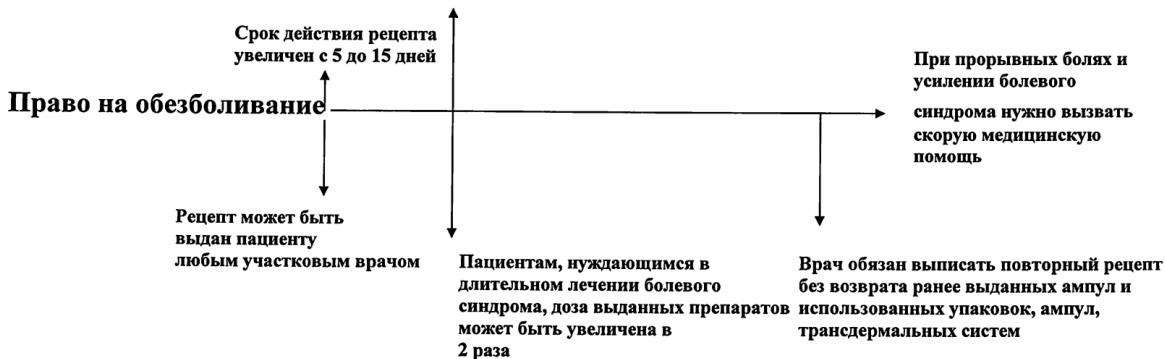 Срок действия рецепта
увеличен с 5 до 15 дней
Право на обезболивание
При прорывных болях и
усилении болевого
синдрома нужно вызвать
скорую медицинскую
помощь
Рецепт может быть
выдан пациенту
любым участковым врачом
Пациентам, нуждающимся в
длительном лечении болевого
синдрома, доза выданных препаратов
может быть увеличена в
2 раза
Врач обязан выписать повторный рецепт
без возврата ранее выданных ампул и
использованных упаковок, ампул,
трансдермальных систем